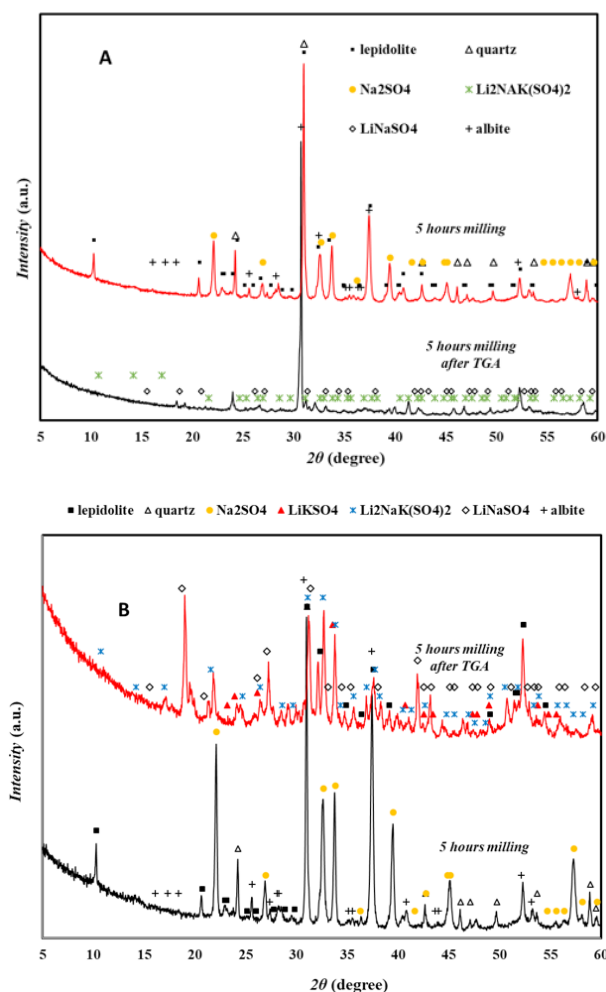 A
lepidolite
quartz
Na2SO4
Li2NAK(SO4)2
LiNaSO4
albite
5 hours milling
5 hours milling
after TGA
Intensity (a.u.)
5 10 15 20 25 30 35 40 45 50 55 60
2θ (degree)
lepidolite quartz Na2SO4 LiKSO4 Li2NaK(SO4)2 LiNaSO4 albite
B
5 hours milling
after TGA
5 hours milling
Intensity (a.u.)
5 10 15 20 25 30 35 40 45 50 55 60
2θ (degree)